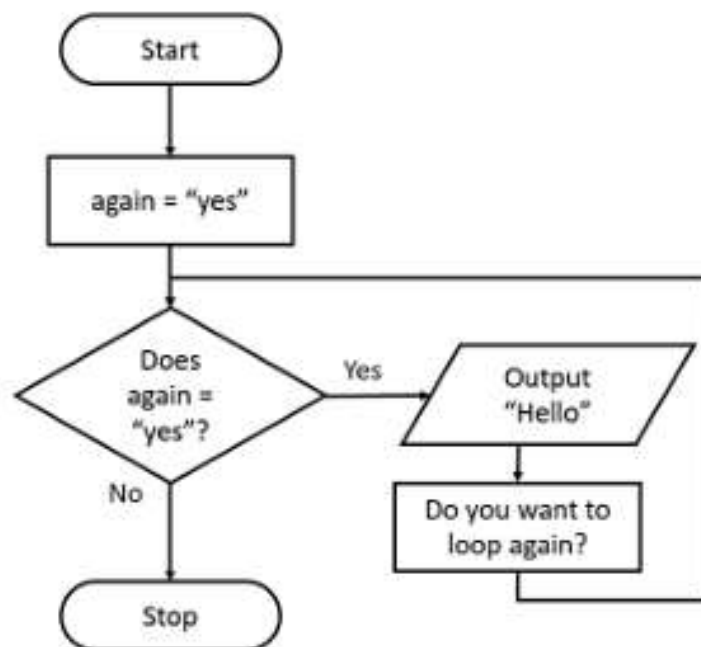 Start
again = “yes”
Does
again =
“yes”?
Yes
Output
“Hello”
No
Do you want to
loop again?
Stop